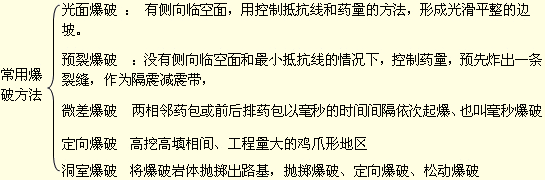 光面爆破 ： 有侧向临空面，用控制抵抗线和药量的方法，形成光滑平整的边
坡。
预裂爆破 ：没有侧向临空面和最小抵抗线的情况下，控制药量，预先炸出一条
裂缝，作为隔震减震带，
常用爆
破方法
微差爆破 两相邻药包或前后排药包以毫秒的时间间隔依次起爆、也叫毫秒爆破
定向爆破 高挖高填相间、工程量大的鸡爪形地区
洞室爆破 将爆破岩体抛掷出路基，抛掷爆破、定向爆破、松动爆破